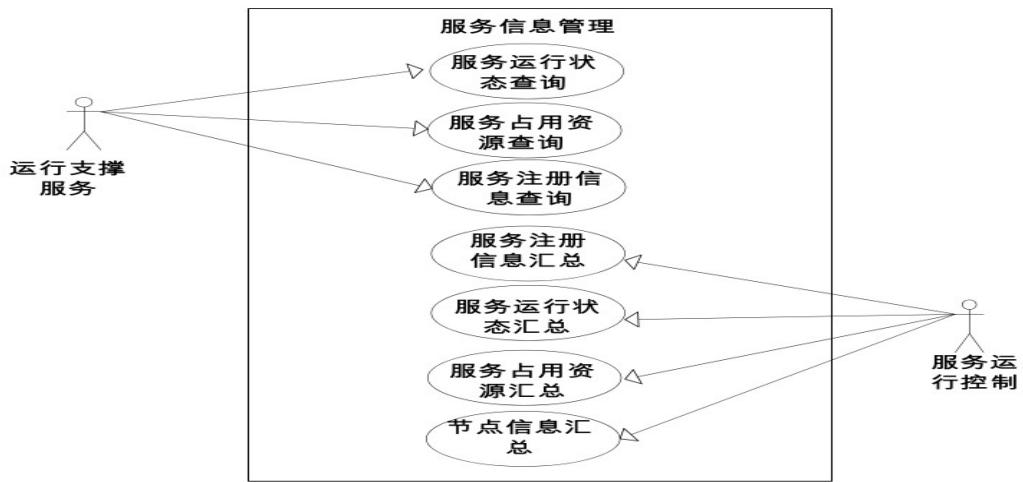 服务信息管理
服务运行状
态查询
服务占用资
源查询
服务注册信
息查询
服务注册
信息汇总
服务运行状
态汇总
服务占用资
源汇总
节点信息汇
总
运行支撑
服务
服务运
行控制